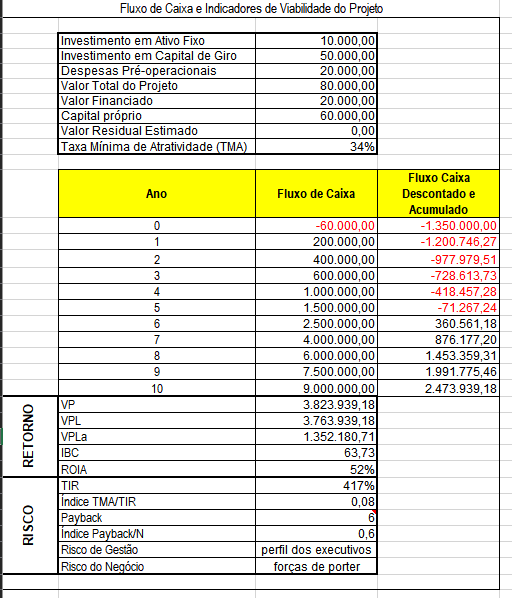 Fluxo de Caixa e Indicadores de Viabilidade do Projeto
Investimento em Ativo Fixo 10.000,00
Investimento em Capital de Giro 50.000,00
Despesas Pré-operacionais 20.000,00
Valor Total do Projeto 80.000,00
Valor Financiado 20.000,00
Capital próprio 60.000,00
Valor Residual Estimado 0,00
Taxa Mínima de Atratividade (TMA) 34%
Ano Fluxo de Caixa Fluxo Caixa
Descontado e
Acumulado
0 -60.000,00 -1.350.000,00
1 200.000,00 -1.200.746,27
2 400.000,00 -977.979,51
3 600.000,00 -728.613,73
4 1.000.000,00 -418.457,28
5 1.500.000,00 -71.267,24
6 2.500.000,00 360.561,18
7 4.000.000,00 876.177,20
8 6.000.000,00 1.453.359,31
9 7.500.000,00 1.991.775,46
10 9.000.000,00 2.473.939,18
RETORNO
VP 3.823.939,18
VPL 3.763.939,18
VPLa 1.352.180,71
IBC 63,73
ROIA 52%
RISCO
TIR 417%
Índice TMA/TIR 0,08
Payback 6
Índice Payback/N 0,6
Risco de Gestão perfil dos executivos
Risco do Negócio forças de porter